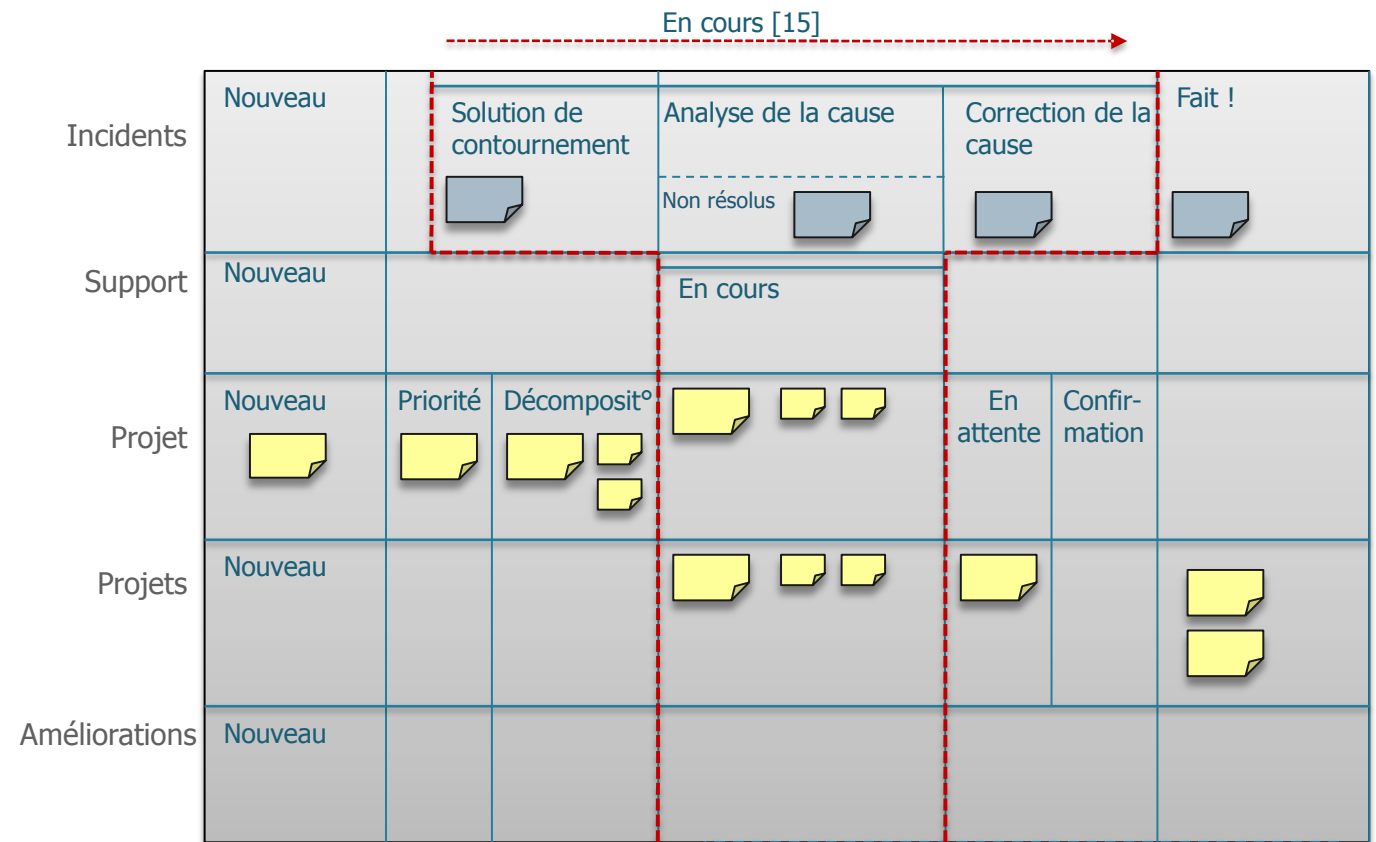 En cours [15]
Incidents
Nouveau
Solution de
contournement
Analyse de la cause
Non résolus
Correction de la
cause
Fait !
Support
Nouveau
En cours
Projet
Nouveau
Priorité
Décomposit°
En
attente
Confir-
mation
Projets
Nouveau
Améliorations
Nouveau